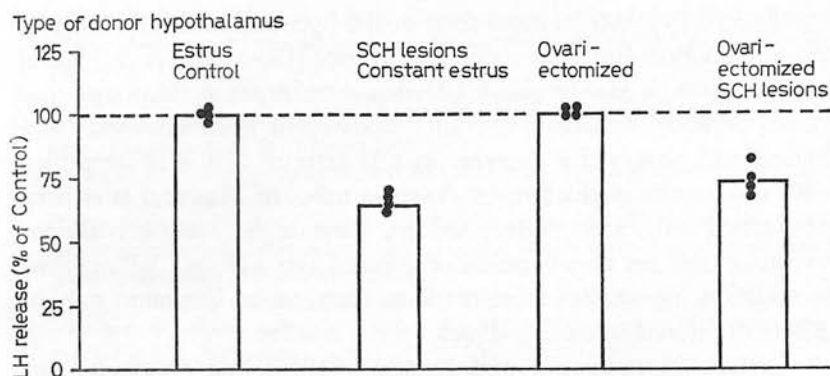 Type of donor hypothalamus
Estrus
Control
SCH lesions
Constant estrus
Ovari-
ectomized
Ovari-
ectomized
SCH lesions
LH release (% of Control)
125
100
75
50
25
0